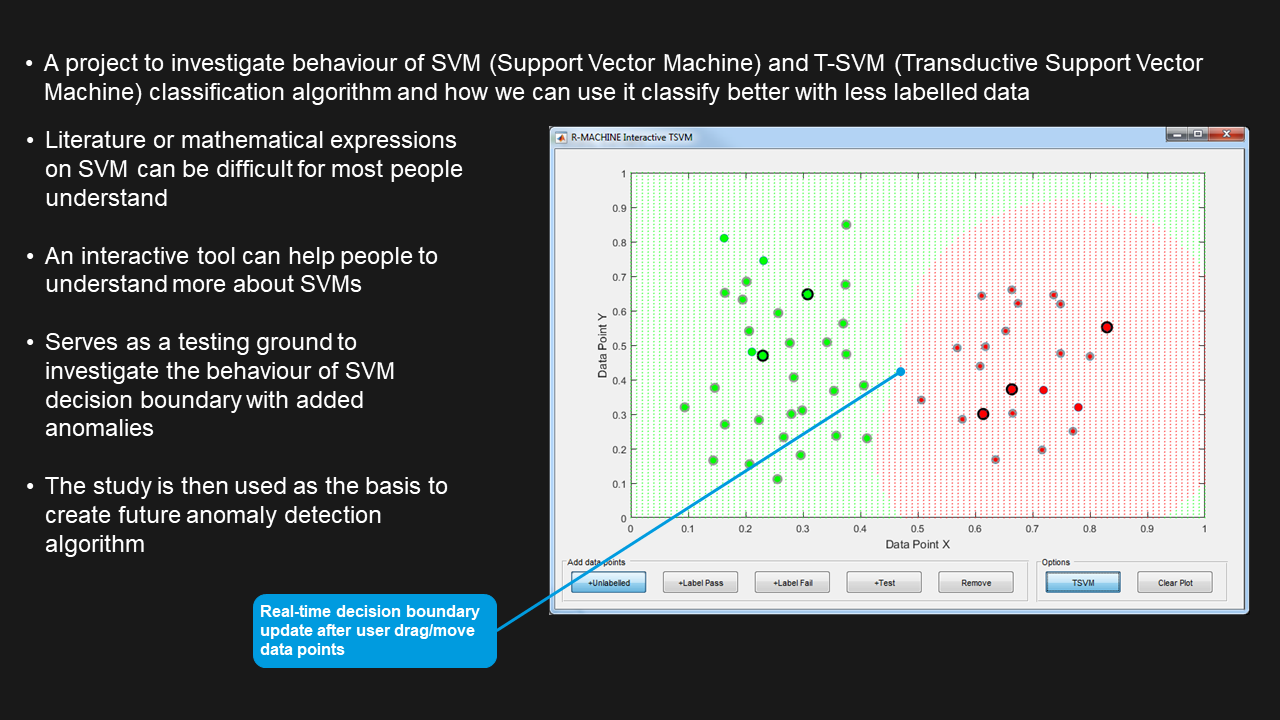 • A project to investigate behaviour of SVM (Support Vector Machine) and T-SVM (Transductive Support Vector
Machine) classification algorithm and how we can use it classify better with less labelled data
• Literature or mathematical expressions
on SVM can be difficult for most people
understand
• An interactive tool can help people to
understand more about SVMs
• Serves as a testing ground to
investigate the behaviour of SVM
decision boundary with added
anomalies
• The study is then used as the basis to
create future anomaly detection
algorithm
R-MACHINE Interactive TSVM
1
0.9
0.8
0.7
0.6
0.5
0.4
0.3
0.2
0.1
0
Data Point Y
0 0.1 0.2 0.3 0.4 0.5 0.6 0.7 0.8 0.9 1
Data Point X
Add data points
+Unlabelled +Label Pass +Label Fail +Test Remove
Options
TSVM Clear Plot
Real-time decision boundary
update after user drag/move
data points